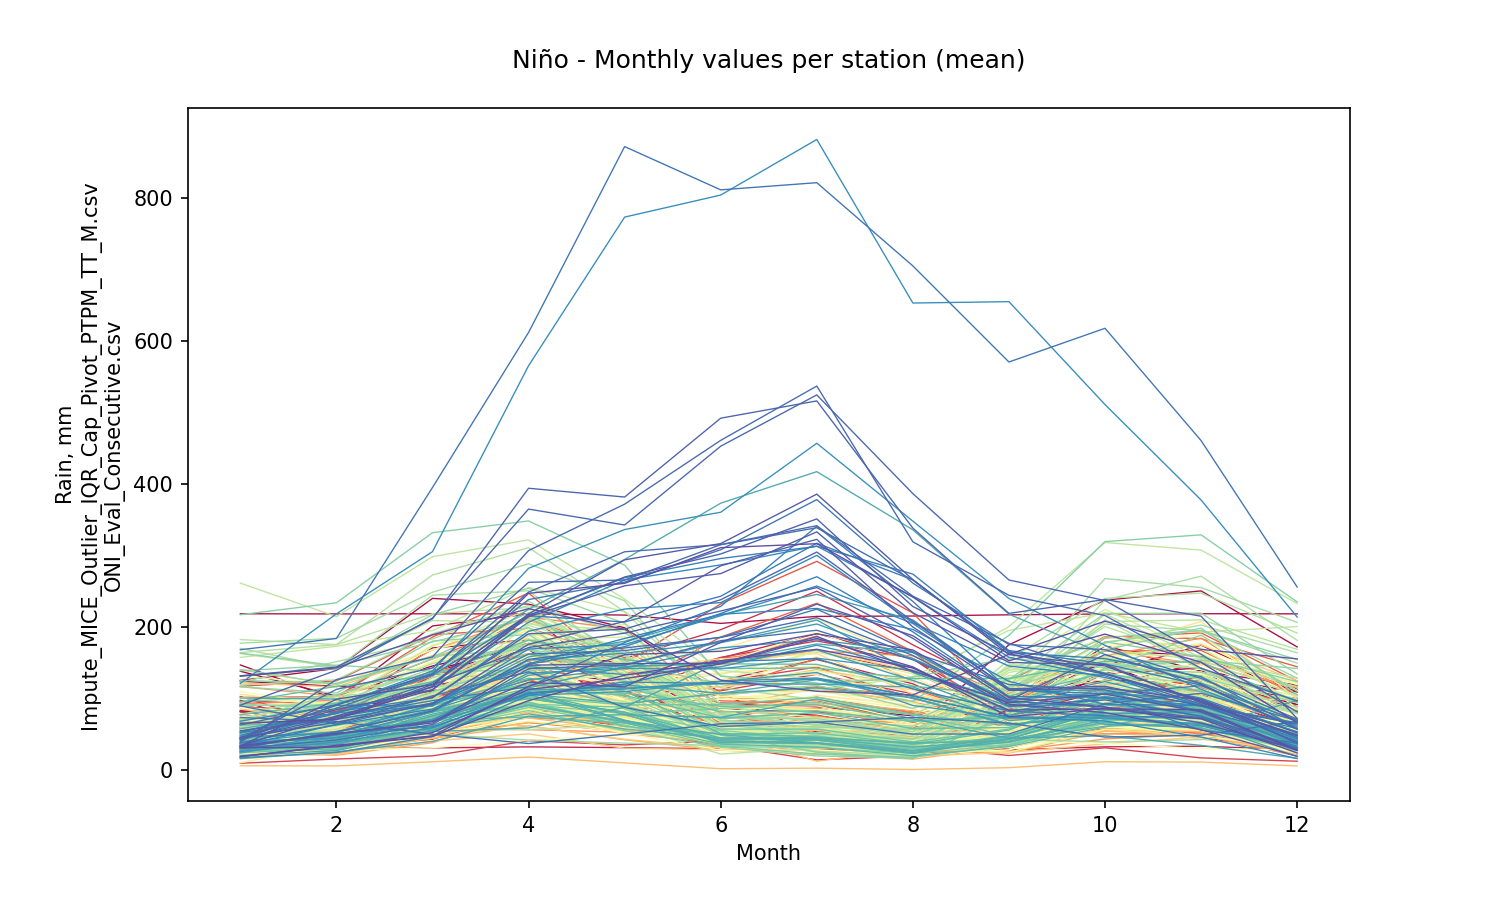 Niño - Monthly values per station (mean)
Rain, mm
Impute_MICE_Outlier_IQR_Cap_Pivot_PTPM_TT_M.csv
ONI_Eval_Consecutive.csv
800
600
400
200
0
2 4 6 8 10 12
Month